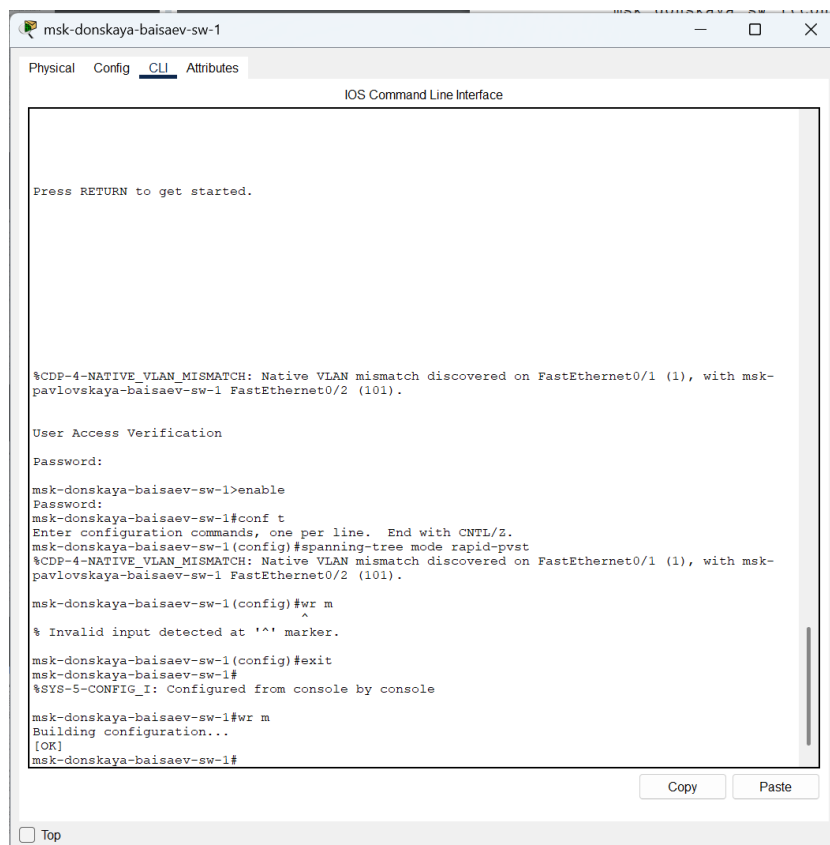 msk-donskaya-baisaev-sw-1
Physical Config CLI Attributes
IOS Command Line Interface
Press RETURN to get started.
%CDP-4-NATIVE_VLAN_MISMATCH: Native VLAN mismatch discovered on FastEthernet0/1 (1), with msk-
pavlovskaya-baisaev-sw-1 FastEthernet0/2 (101).
User Access Verification
Password:
msk-donskaya-baisaev-sw-1>enable
Password:
msk-donskaya-baisaev-sw-1#conf t
Enter configuration commands, one per line.  End with CNTL/Z.
msk-donskaya-baisaev-sw-1(config)#spanning-tree mode rapid-pvst
%CDP-4-NATIVE_VLAN_MISMATCH: Native VLAN mismatch discovered on FastEthernet0/1 (1), with msk-
pavlovskaya-baisaev-sw-1 FastEthernet0/2 (101).
msk-donskaya-baisaev-sw-1(config)#wr m
^
% Invalid input detected at '^' marker.
msk-donskaya-baisaev-sw-1(config)#exit
msk-donskaya-baisaev-sw-1#
%SYS-5-CONFIG_I: Configured from console by console
msk-donskaya-baisaev-sw-1#wr m
Building configuration...
[OK]
msk-donskaya-baisaev-sw-1#
Copy Paste
Top